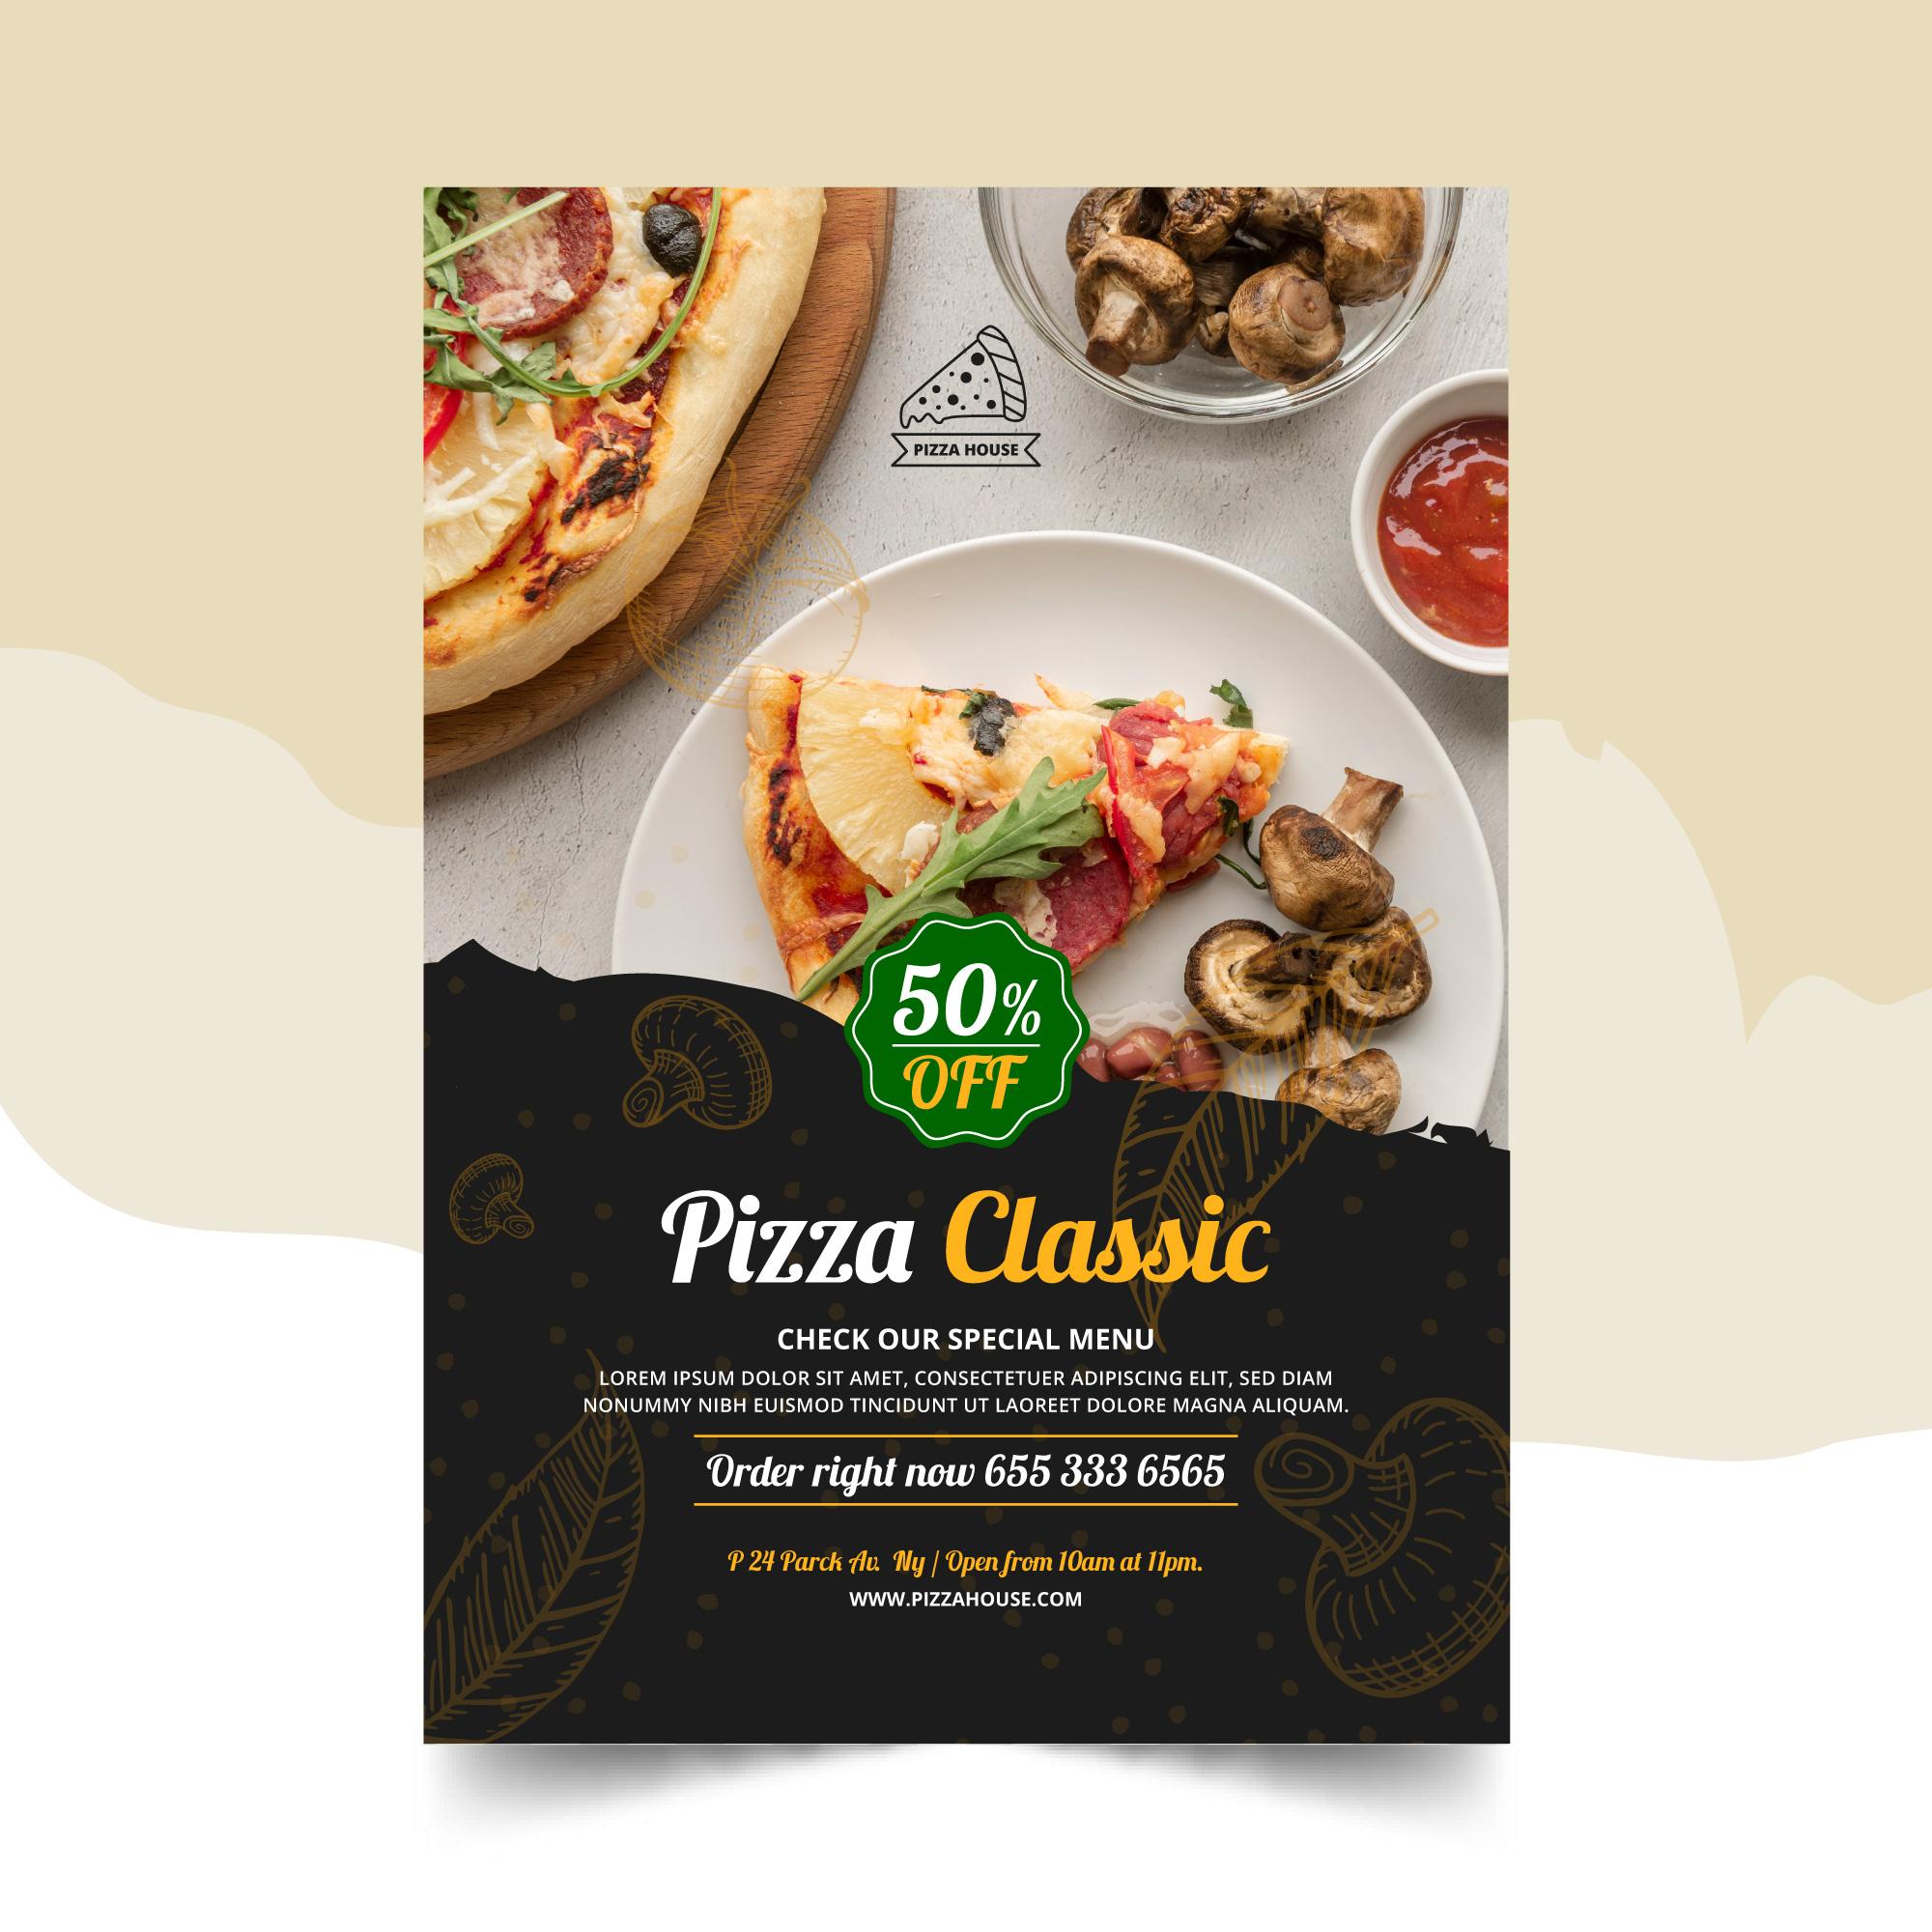 PIZZA HOUSE
50%
OFF
Pizza Classic
CHECK OUR SPECIAL MENU
LOREM IPSUM DOLOR SIT AMET, CONSECTETUER ADIPISCING ELIT, SED DIAM
NONUMMY NIBH EUISMOD TINCIDUNT UT LAOREET DOLORE MAGNA ALIQUAM.
Order right now 655 333 6565
P 24 Parck Av. Ny / Open from 10am at 11pm.
WWW.PIZZAHOUSE.COM